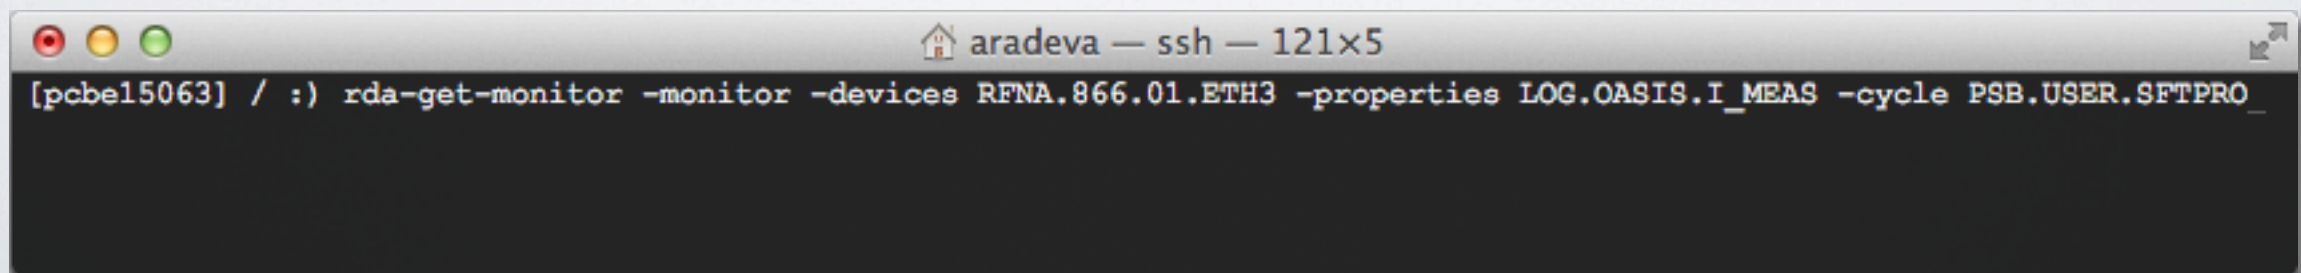 aradeva — ssh — 121×5
[pcbe15063] / :) rda-get-monitor -monitor -devices RFNA.866.01.ETH3 -properties LOG.OASIS.I_MEAS -cycle PSB.USER.SFTPRO_